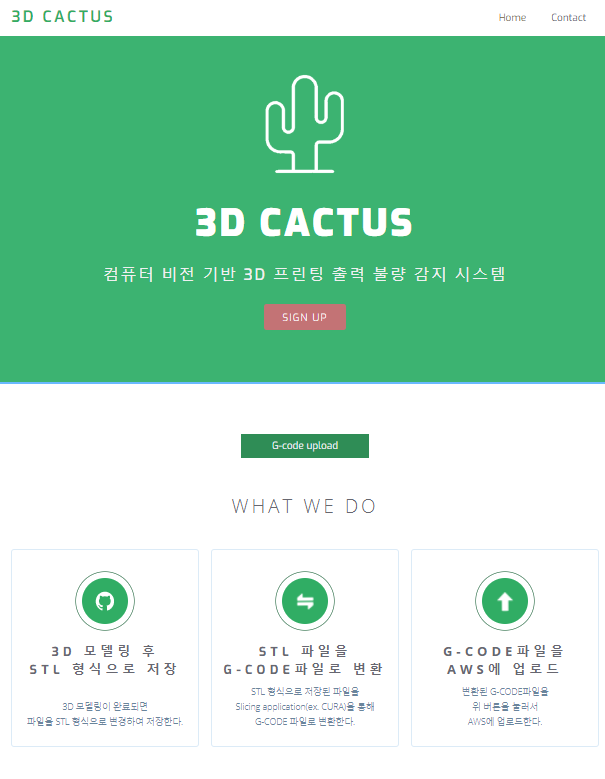 3D CACTUS
Home
Contact
3D CACTUS
컴퓨터 비전 기반 3D 프린팅 출력 불량 감지 시스템
SIGN UP
G-code upload
WHAT WE DO
3D 모델링 후
STL 형식으로 저장
3D 모델링이 완료되면
파일을 STL 형식으로 변경하여 저장한다.
STL 파일을
G-CODE파일로 변환
STL 형식으로 저장된 파일을
Slicing application(ex. CURA)을 통해
G-CODE 파일로 변환한다.
G-CODE파일을
AWS에 업로드
변환된 G-CODE파일을
위 버튼을 눌러서
AWS에 업로드한다.